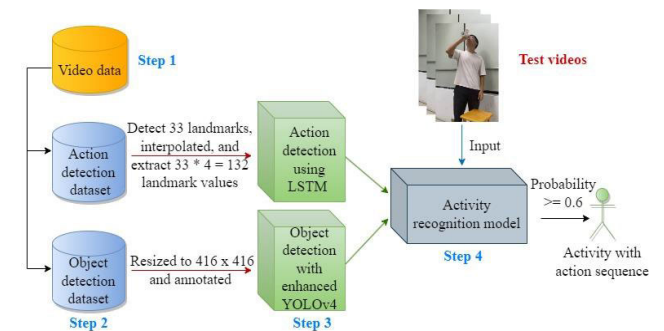 Video data
Step 1
Test videos
Action
detection
dataset
Detect 33 landmarks,
interpolated, and
extract 33 * 4 = 132
landmark values
Action
detection
using
LSTM
Input
Activity
recognition model
Step 4
Probability
>= 0.6
Activity with
action sequence
Object
detection
dataset
Step 2
Resized to 416 x 416
and annotated
Object
detection
with
enhanced
YOLOv4
Step 3